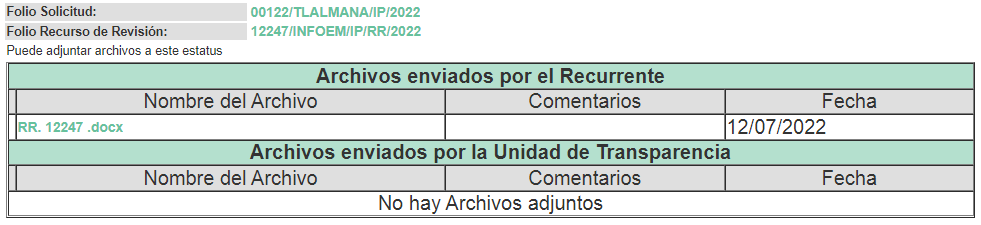 Folio Solicitud: 00122/TLALMANA/IP/2022
Folio Recurso de Revisión: 12247/INFOEM/IP/RR/2022
Puede adjuntar archivos a este estatus
Archivos enviados por el Recurrente
Nombre del Archivo Comentarios Fecha
RR. 12247 .docx 12/07/2022
Archivos enviados por la Unidad de Transparencia
Nombre del Archivo Comentarios Fecha
No hay Archivos adjuntos